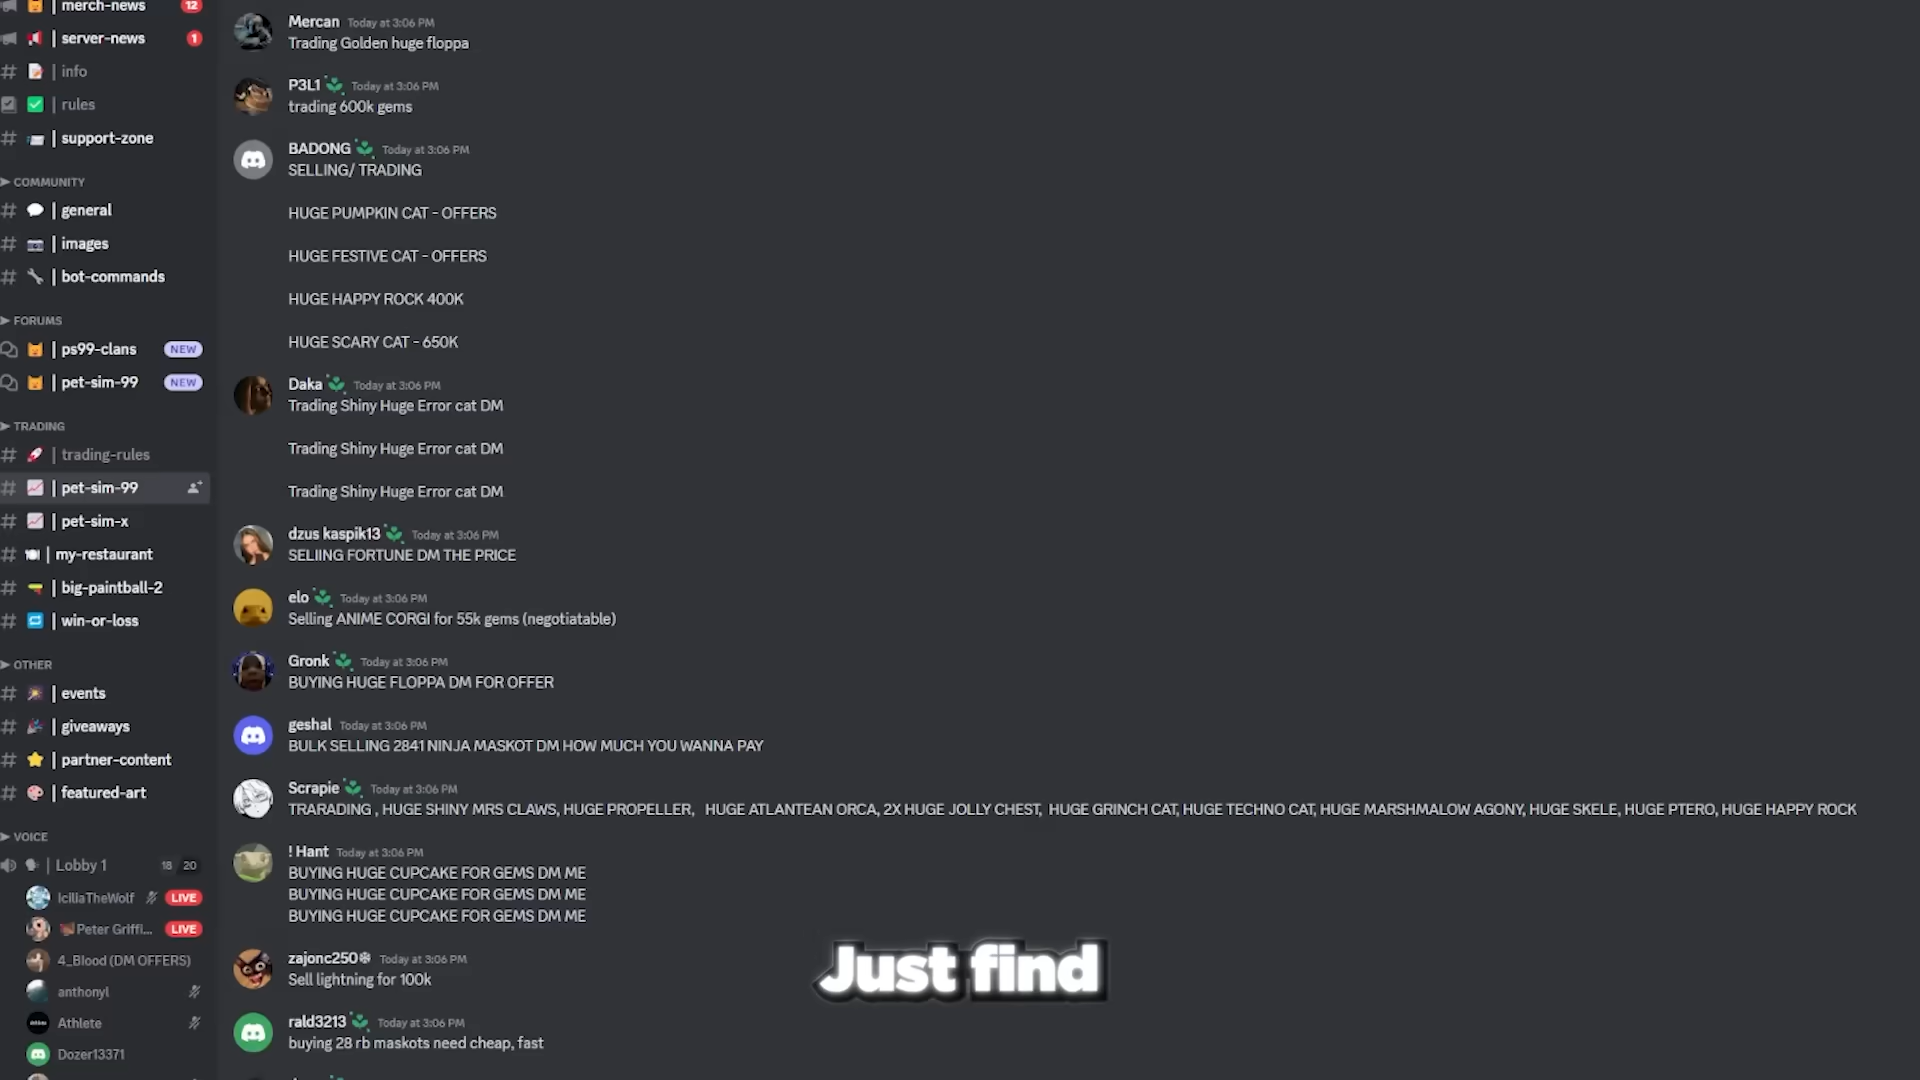 merch-news 12
server-news 1
info
rules
support-zone
COMMUNITY
general
images
bot-commands
FORUMS
ps99-clans NEW
pet-sim-99 NEW
TRADING
trading-rules
pet-sim-99
pet-sim-x
my-restaurant
big-paintball-2
win-or-loss
OTHER
events
giveaways
partner-content
featured-art
VOICE
Lobby 1 18 20
IciliaTheWolf LIVE
Peter Griffi... LIVE
4_Blood (DM OFFERS)
anthonyl
Athlete
Dozer13371
Mercan Today at 3:06 PM
Trading Golden huge floppa
P3L1 Today at 3:06 PM
trading 600k gems
BADONG Today at 3:06 PM
SELLING/ TRADING
HUGE PUMPKIN CAT - OFFERS
HUGE FESTIVE CAT - OFFERS
HUGE HAPPY ROCK 400K
HUGE SCARY CAT - 650K
Daka Today at 3:06 PM
Trading Shiny Huge Error cat DM
Trading Shiny Huge Error cat DM
Trading Shiny Huge Error cat DM
dzus kaspik13 Today at 3:06 PM
SELIING FORTUNE DM THE PRICE
elo Today at 3:06 PM
Selling ANIME CORGI for 55k gems (negotiatable)
Gronk Today at 3:06 PM
BUYING HUGE FLOPPA DM FOR OFFER
geshal Today at 3:06 PM
BULK SELLING 2841 NINJA MASKOT DM HOW MUCH YOU WANNA PAY
Scrapie Today at 3:06 PM
TRARADING , HUGE SHINY MRS CLAWS, HUGE PROPELLER, HUGE ATLANTEAN ORCA, 2X HUGE JOLLY CHEST, HUGE GRINCH CAT, HUGE TECHNO CAT, HUGE MARSHMALOW AGONY, HUGE SKELE, HUGE PTERO, HUGE HAPPY ROCK
! Hant Today at 3:06 PM
BUYING HUGE CUPCAKE FOR GEMS DM ME
BUYING HUGE CUPCAKE FOR GEMS DM ME
BUYING HUGE CUPCAKE FOR GEMS DM ME
zajonc250❄ Today at 3:06 PM
Sell lightning for 100k
rald3213 Today at 3:06 PM
buying 28 rb maskots need cheap, fast
Just find